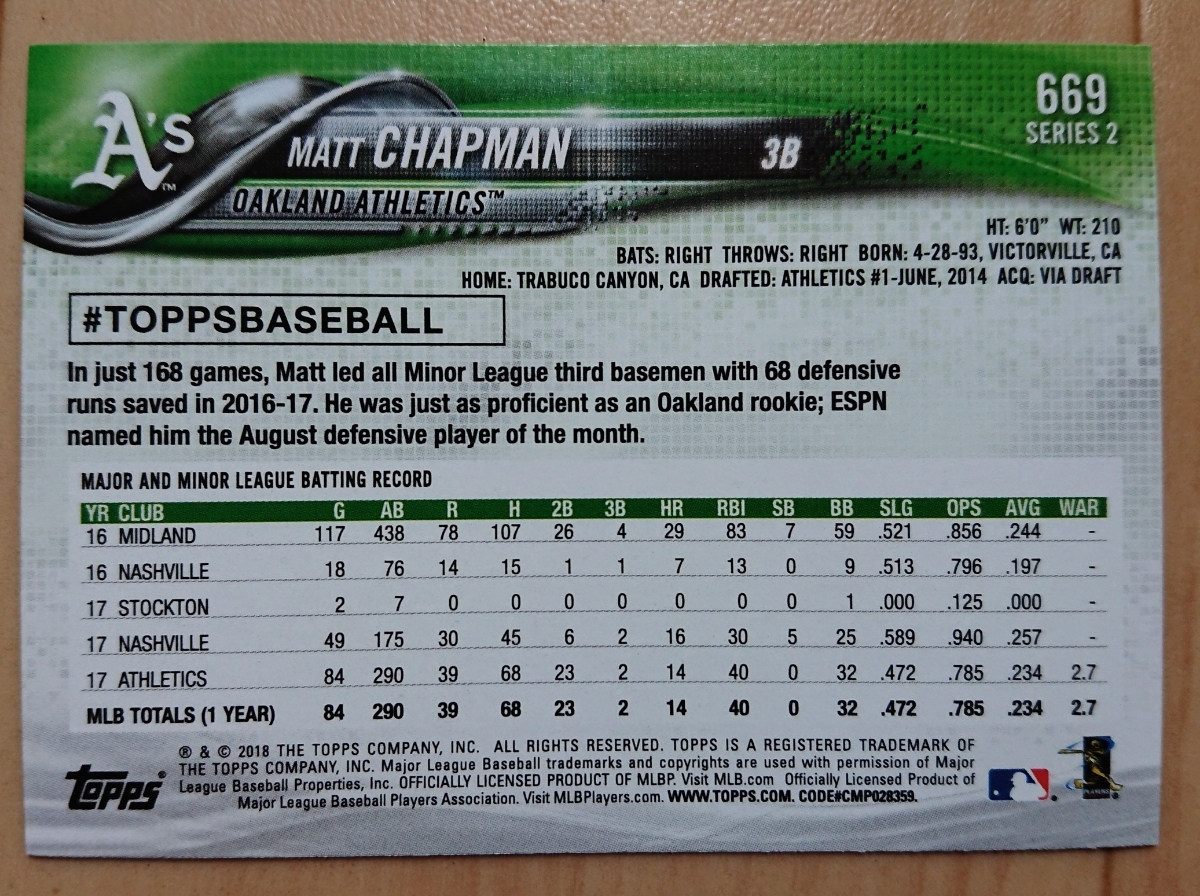 A's™
MATT CHAPMAN 3B
OAKLAND ATHLETICS™
669
SERIES 2
HT: 6'0" WT: 210
BATS: RIGHT THROWS: RIGHT BORN: 4-28-93, VICTORVILLE, CA
HOME: TRABUCO CANYON, CA DRAFTED: ATHLETICS #1-JUNE, 2014 ACQ: VIA DRAFT
#TOPPSBASEBALL
In just 168 games, Matt led all Minor League third basemen with 68 defensive
runs saved in 2016-17. He was just as proficient as an Oakland rookie; ESPN
named him the August defensive player of the month.
MAJOR AND MINOR LEAGUE BATTING RECORD
YR CLUB G AB R H 2B 3B HR RBI SB BB SLG OPS AVG WAR
16 MIDLAND 117 438 78 107 26 4 29 83 7 59 .521 .856 .244 -
16 NASHVILLE 18 76 14 15 1 1 7 13 0 9 .513 .796 .197 -
17 STOCKTON 2 7 0 0 0 0 0 0 0 1 .000 .125 .000 -
17 NASHVILLE 49 175 30 45 6 2 16 30 5 25 .589 .940 .257 -
17 ATHLETICS 84 290 39 68 23 2 14 40 0 32 .472 .785 .234 2.7
MLB TOTALS (1 YEAR) 84 290 39 68 23 2 14 40 0 32 .472 .785 .234 2.7
topps®
® & © 2018 THE TOPPS COMPANY, INC. ALL RIGHTS RESERVED. TOPPS IS A REGISTERED TRADEMARK OF
THE TOPPS COMPANY, INC. Major League Baseball trademarks and copyrights are used with permission of Major
League Baseball Properties, Inc. OFFICIALLY LICENSED PRODUCT OF MLBP. Visit MLB.com Officially Licensed Product of
Major League Baseball Players Association. Visit MLBPlayers.com. WWW.TOPPS.COM. CODE#CMP028359.
PLAYERS